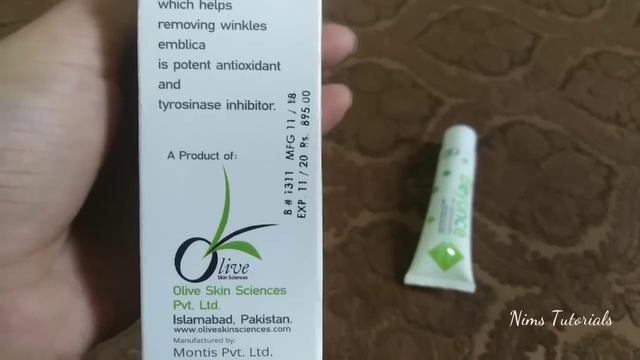 which helps
removing winkles
emblica
is potent antioxidant
and
tyrosinase inhibitor.
B # 1311 MFG 11 / 18
EXP 11 / 20 Rs. 895.00
A Product of:
Olive
Skin Sciences
Olive Skin Sciences
Pvt. Ltd.
Islamabad, Pakistan.
www.oliveskinsciences.com
Manufactured by:
Montis Pvt. Ltd.
Nims Tutorials